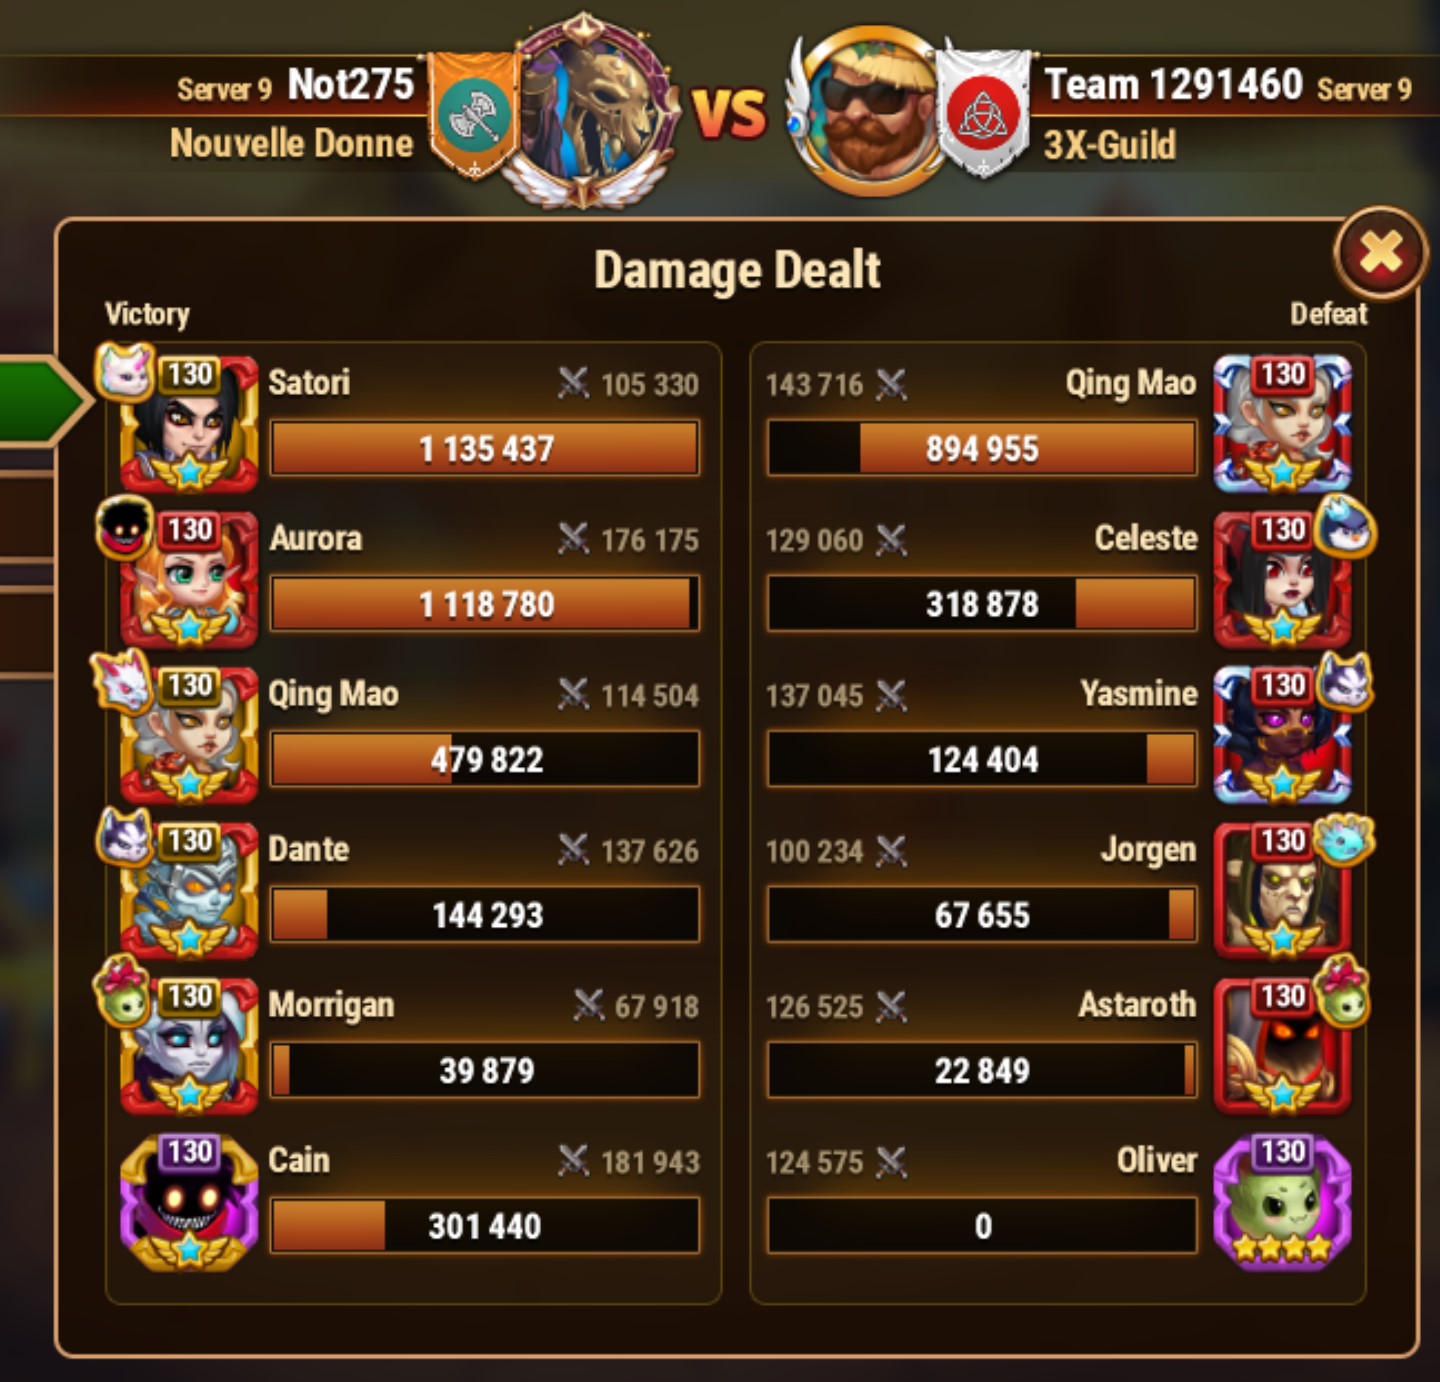 Server 9 Not275
Nouvelle Donne
VS
Team 1291460 Server 9
3X-Guild
Damage Dealt
Victory
Defeat
130 Satori 105 330
1 135 437
143 716 Qing Mao 130
894 955
130 Aurora 176 175
1 118 780
129 060 Celeste 130
318 878
130 Qing Mao 114 504
479 822
137 045 Yasmine 130
124 404
130 Dante 137 626
144 293
100 234 Jorgen 130
67 655
130 Morrigan 67 918
39 879
126 525 Astaroth 130
22 849
130 Cain 181 943
301 440
124 575 Oliver 130
0